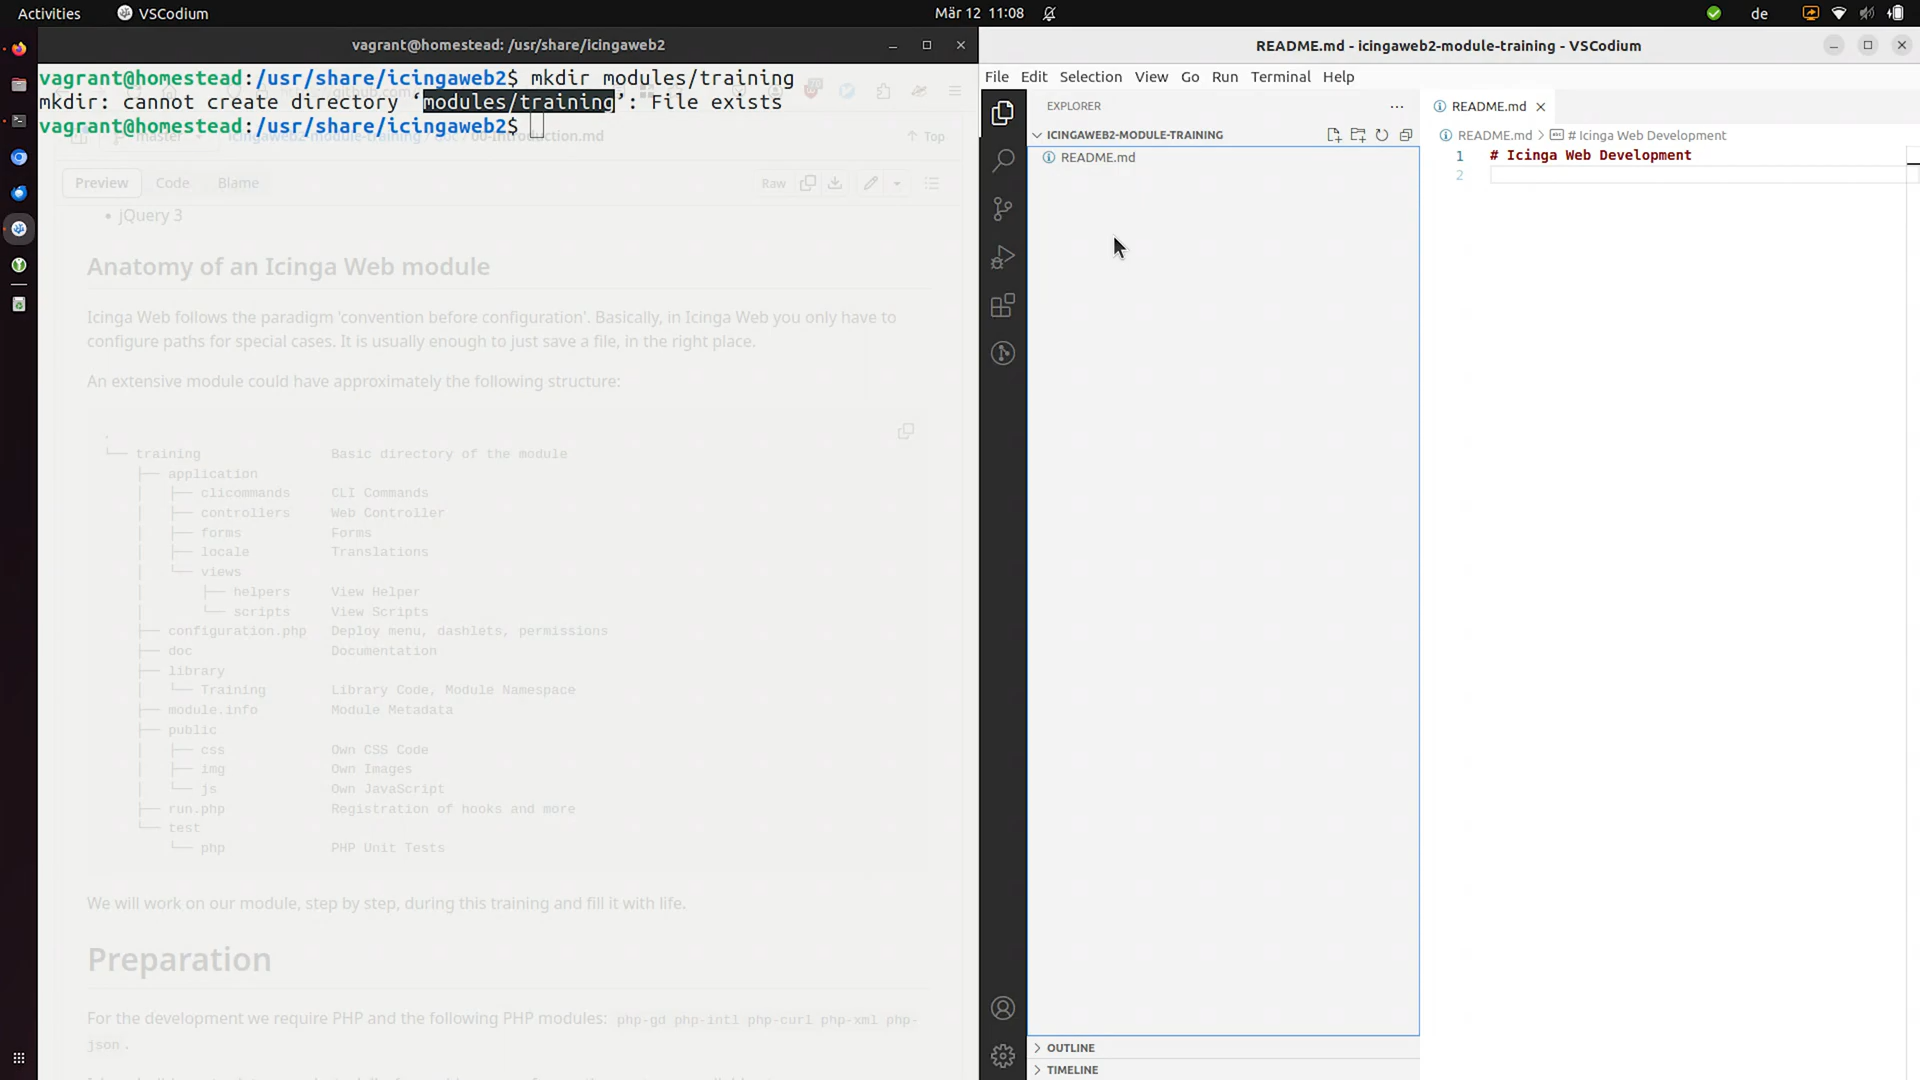 Activities
VSCodium
Mär 12 11:08
de
vagrant@homestead: /usr/share/icingaweb2
vagrant@homestead:/usr/share/icingaweb2$ mkdir modules/training
mkdir: cannot create directory ‘modules/training’: File exists
vagrant@homestead:/usr/share/icingaweb2$
master
icingaweb2-module-training / doc / 00-Introduction.md
Top
Preview
Code
Blame
Raw
• jQuery 3
Anatomy of an Icinga Web module
Icinga Web follows the paradigm 'convention before configuration'. Basically, in Icinga Web you only have to
configure paths for special cases. It is usually enough to just save a file, in the right place.
An extensive module could have approximately the following structure:
.
└── training Basic directory of the module
├── application
│ ├── clicommands CLI Commands
│ ├── controllers Web Controller
│ ├── forms Forms
│ ├── locale Translations
│ └── views
│ ├── helpers View Helper
│ └── scripts View Scripts
├── configuration.php Deploy menu, dashlets, permissions
├── doc Documentation
├── library
│ └── Training Library Code, Module Namespace
├── module.info Module Metadata
├── public
│ ├── css Own CSS Code
│ ├── img Own Images
│ └── js Own JavaScript
├── run.php Registration of hooks and more
└── test
└── php PHP Unit Tests
We will work on our module, step by step, during this training and fill it with life.
Preparation
For the development we require PHP and the following PHP modules: php-gd php-intl php-curl php-xml php-
json .
README.md - icingaweb2-module-training - VSCodium
File Edit Selection View Go Run Terminal Help
EXPLORER
ICINGAWEB2-MODULE-TRAINING
README.md
OUTLINE
TIMELINE
README.md
README.md > # Icinga Web Development
1 # Icinga Web Development
2